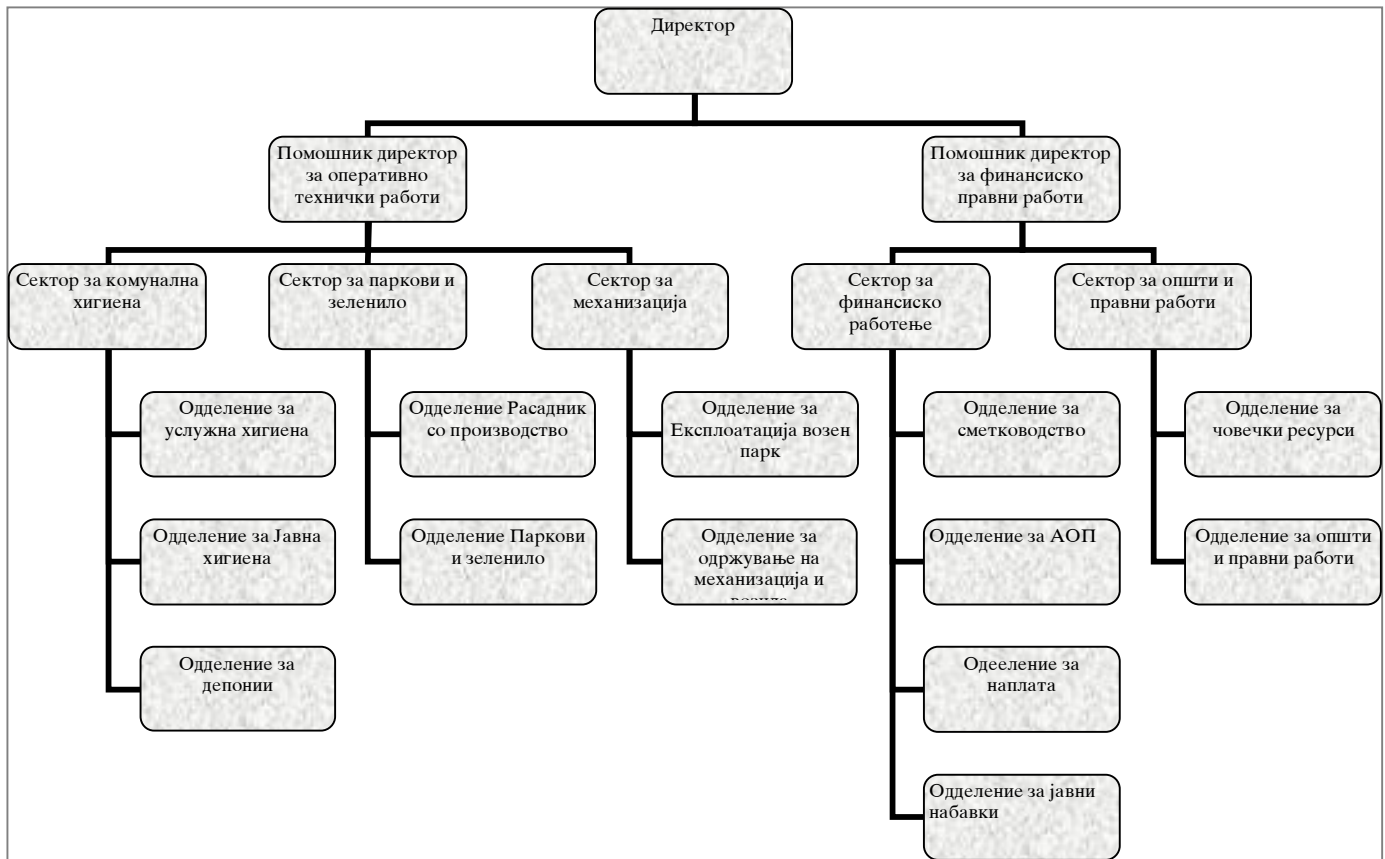 Директор
Помошник директор
за оперативно
технички работи
Помошник директор
за финансиско
правни работи
Сектор за комунална
хигиена
Сектор за паркови и
зеленило
Сектор за
механизација
Сектор за
финансиско
работење
Сектор за општи и
правни работи
Одделение за
услужна хигиена
Одделение Расадник
со производство
Одделение за
Експлоатација возен
парк
Одделение за
сметководство
Одделение за
човечки ресурси
Одделение за Јавна
хигиена
Одделение Паркови
и зеленило
Одделение за
одржување на
механизација и
Одделение за АОП
Одделение за општи
и правни работи
Одделение за
депонии
Одееление за
наплата
Одделение за јавни
набавки